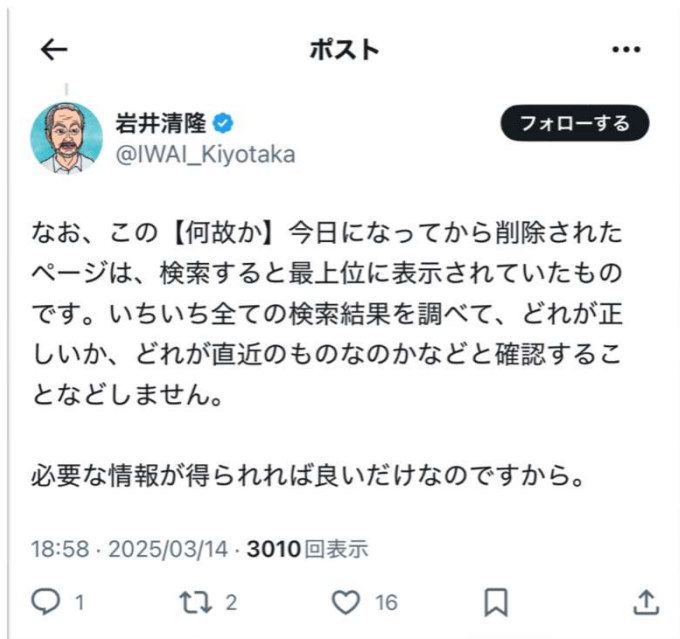 ポスト
岩井清隆
フォローする
@IWAI_Kiyotaka
なお、この【何故か】今日になってから削除された
ページは、検索すると最上位に表示されていたもの
です。いちいち全ての検索結果を調べて、どれが正
しいか、どれが直近のものなのかなどと確認するこ
となどしません。
必要な情報が得られれば良いだけなのですから。
18:58 · 2025/03/14 · 3010回表示
1 2 16